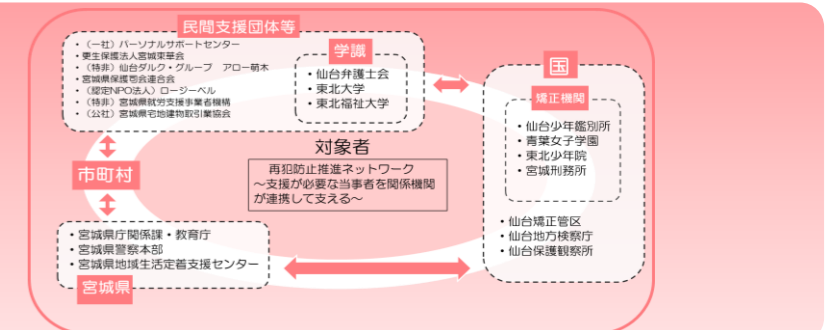 民間支援団体等
・（一社）パーソナルサポートセンター
・更生保護法人宮城東華会
・（特非）仙台ダルク・グループ　アロー萌木
・宮城県保護司会連合会
・（認定NPO法人）ロージーベル
・（特非）宮城県就労支援事業者機構
・（公社）宮城県宅地建物取引業協会
学識
・仙台弁護士会
・東北大学
・東北福祉大学
国
矯正機関
・仙台少年鑑別所
・青葉女子学園
・東北少年院
・宮城刑務所
・仙台矯正管区
・仙台地方検察庁
・仙台保護観察所
対象者
再犯防止推進ネットワーク
～支援が必要な当事者を関係機関
が連携して支える～
市町村
・宮城県庁関係課・教育庁
・宮城県警察本部
・宮城県地域生活定着支援センター
宮城県